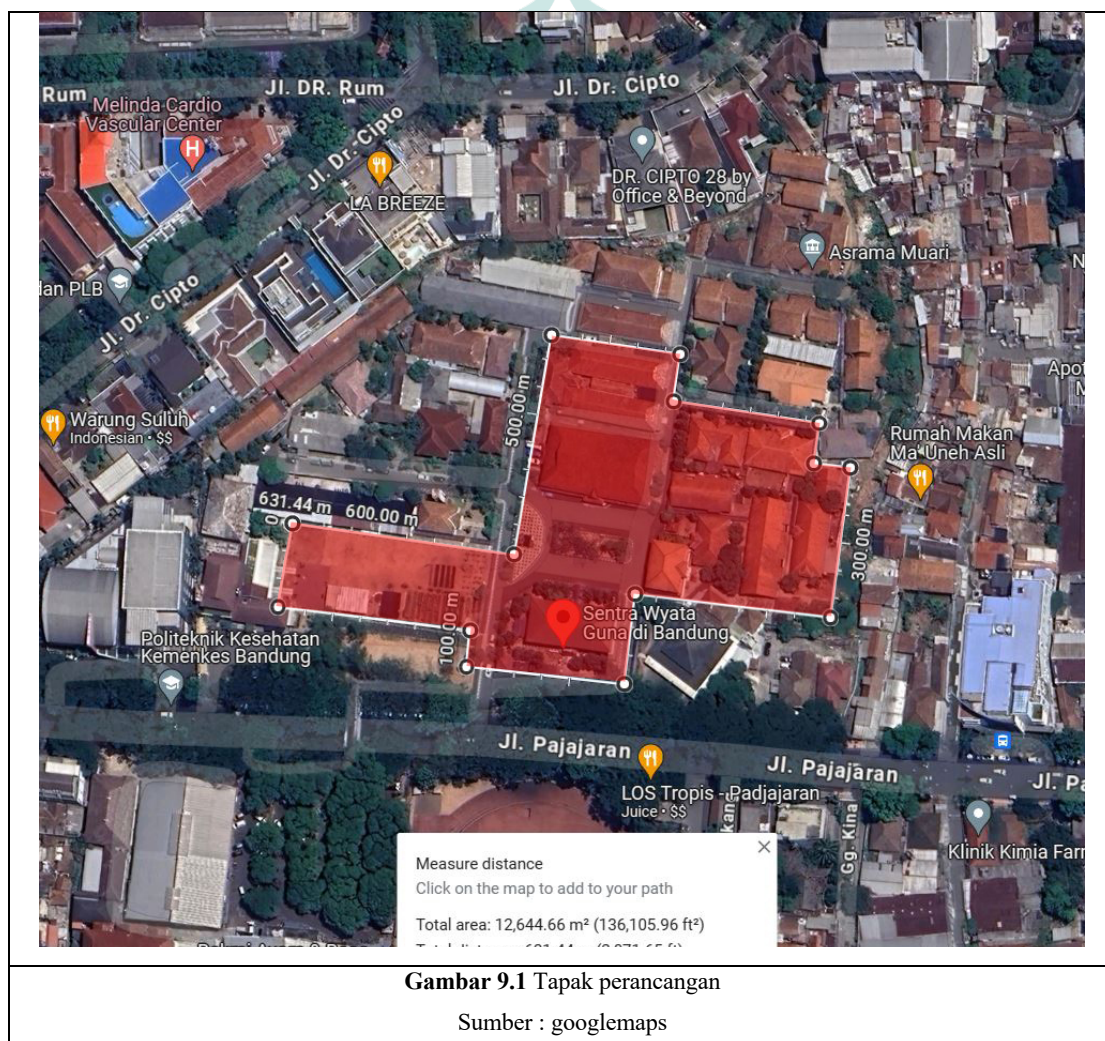 Rum
Jl. DR. Rum
Jl. Dr. Cipto
Melinda Cardio
Vascular Center
H
Jl. Dr. Cipto
LA BREEZE
DR. CIPTO 28 by
Office & Beyond
Asrama Muari
dan PLB
Jl. Dr. Cipto
Warung Suluh
Indonesian • $$
500.00 m
Rumah Makan
Ma Uneh Asli
631.44 m
600.00 m
300.00 m
Sentra Wyata
Guna di Bandung
100.00 m
Politeknik Kesehatan
Kemenkes Bandung
Jl. Pajajaran
Jl. Pajajaran
LOS Tropis - Padjajaran
Juice • $$
Gg. Kina
Klinik Kimia Farr
Measure distance
Click on the map to add to your path
Total area: 12,644.66 m² (136,105.96 ft²)
Gambar 9.1 Tapak perancangan
Sumber : googlemaps